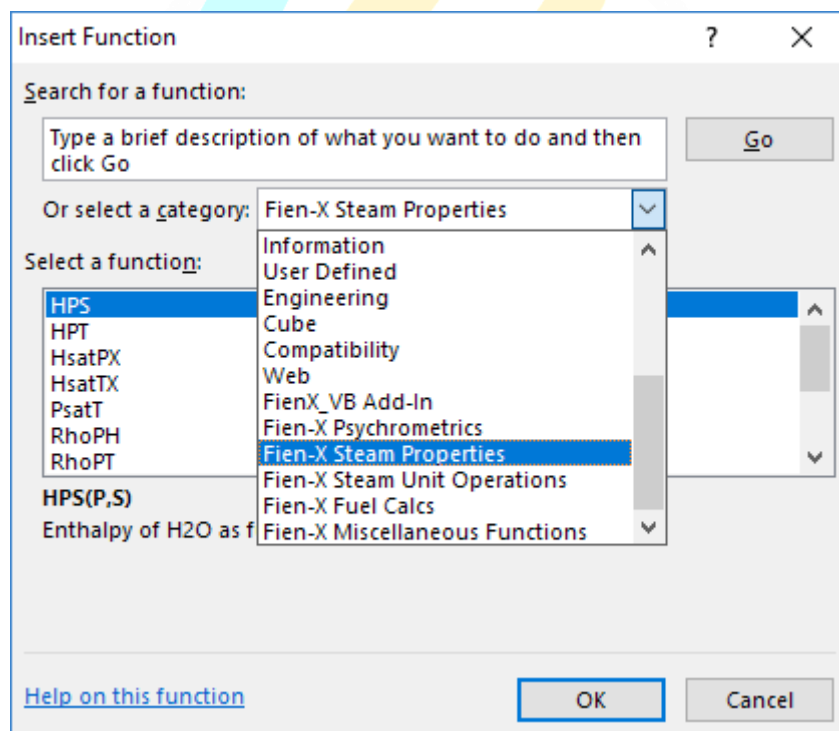 Insert Function
?
Search for a function:
Type a brief description of what you want to do and then
click Go
Go
Or select a category: Fien-X Steam Properties
Information
User Defined
Engineering
Cube
Compatibility
Web
FienX_VB Add-In
Fien-X Psychrometrics
Fien-X Steam Properties
Fien-X Steam Unit Operations
Fien-X Fuel Calcs
Fien-X Miscellaneous Functions
Select a function:
HPS
HPT
HsatPX
HsatTX
PsatT
RhoPH
RhoPT
HPS(P,S)
Enthalpy of H2O as f
Help on this function
OK
Cancel